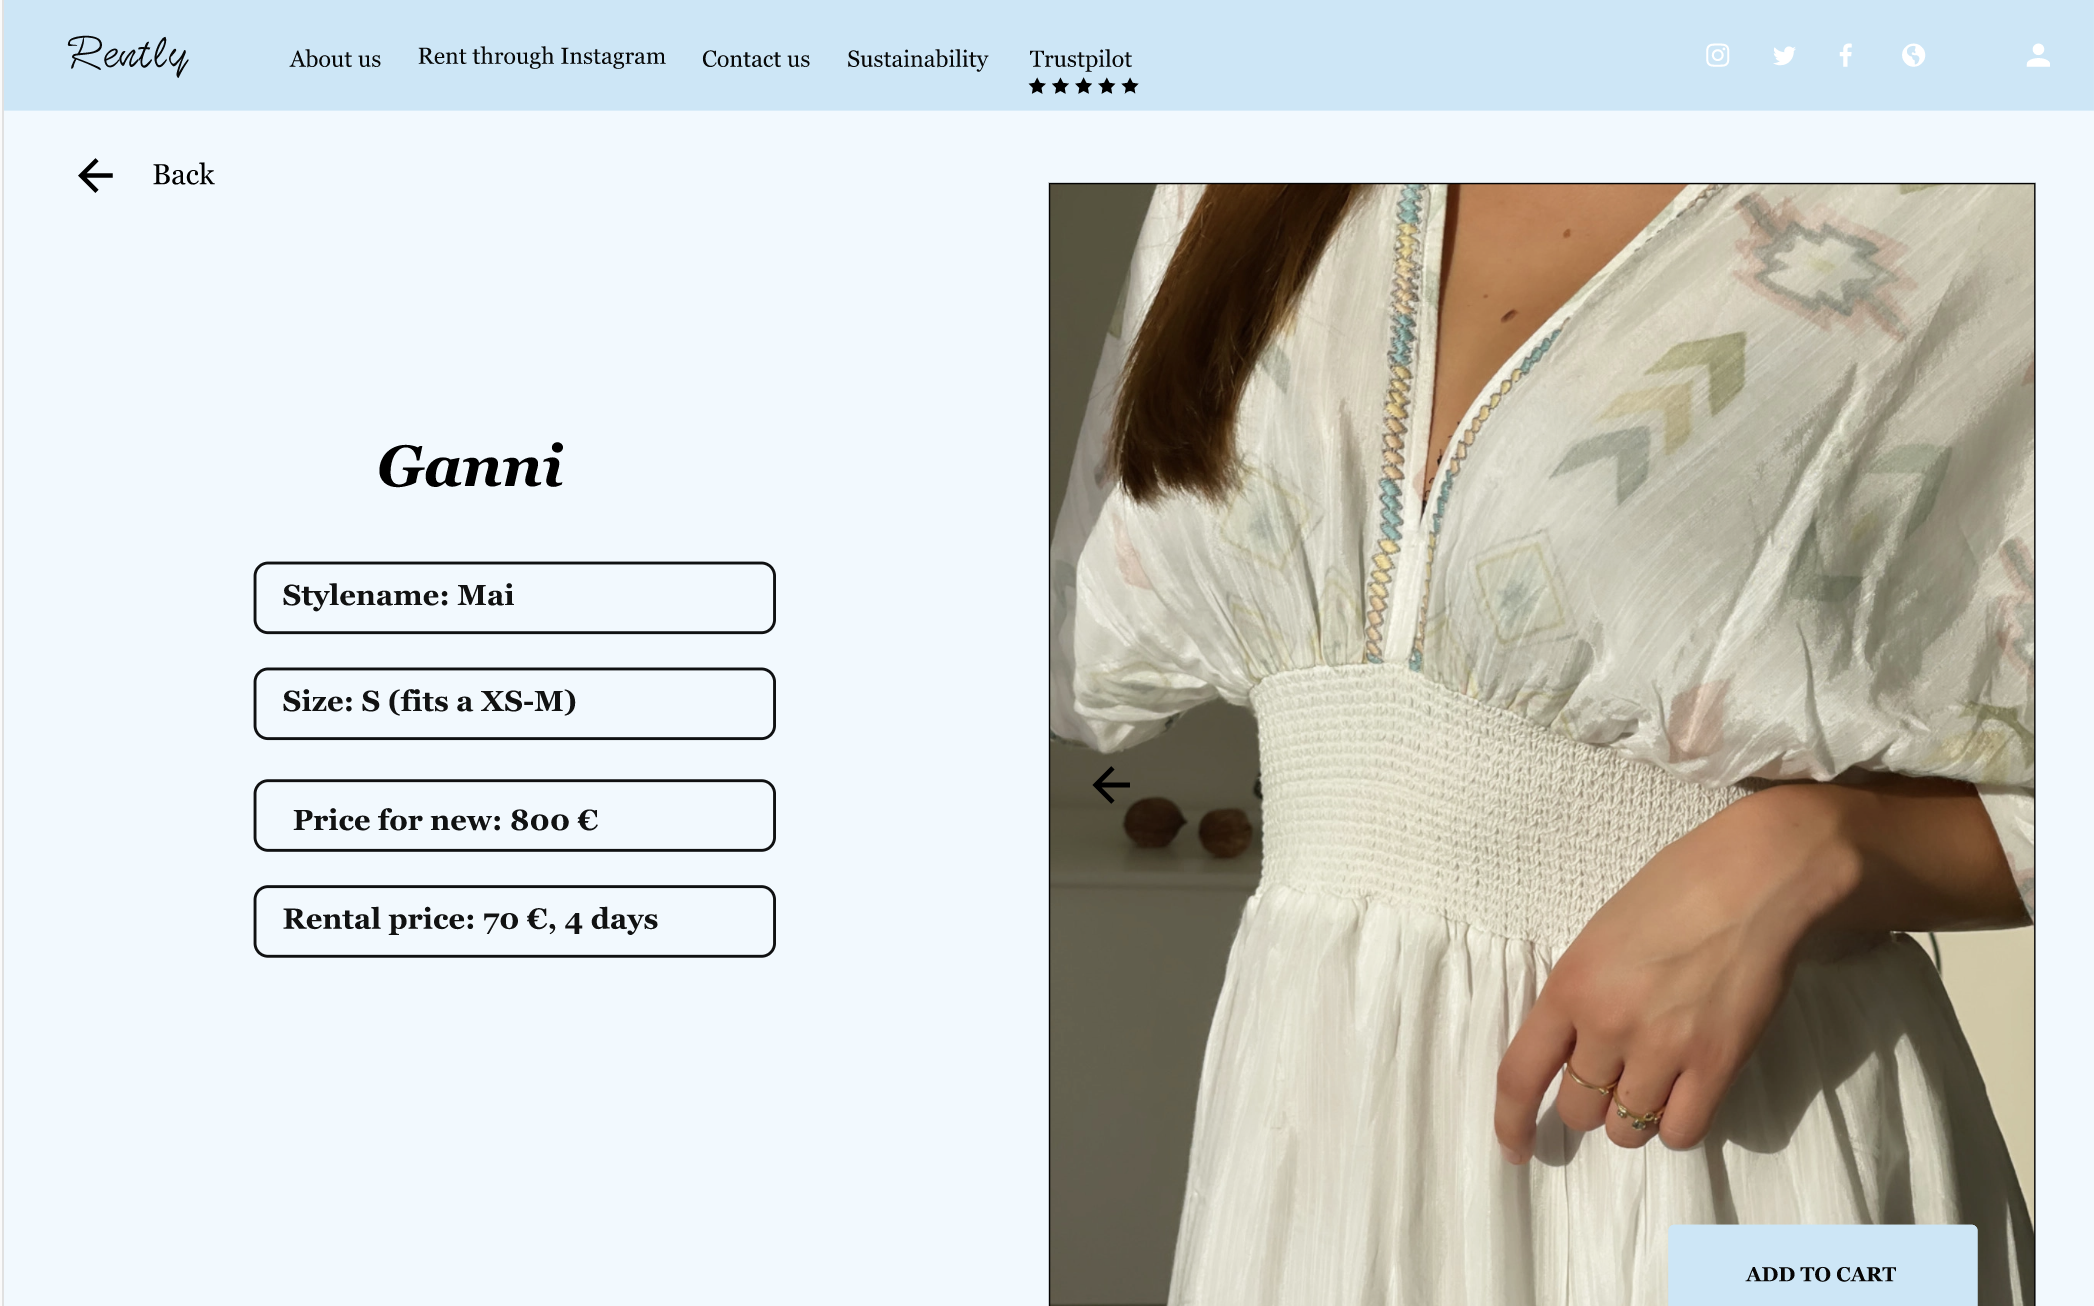 Rently
About us
Rent through Instagram
Contact us
Sustainability
Trustpilot
Back
Ganni
Stylename: Mai
Size: S (fits a XS-M)
Price for new: 800 €
Rental price: 70 €, 4 days
ADD TO CART